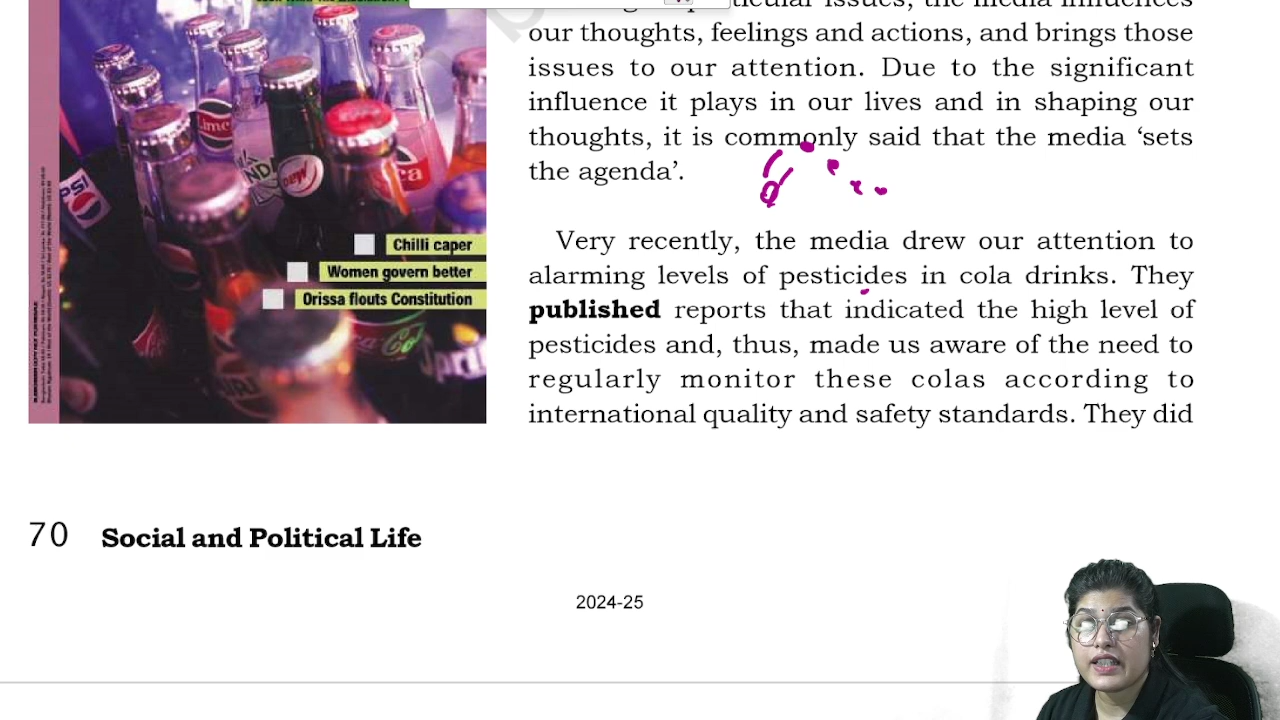 our thoughts, feelings and actions, and brings those
issues to our attention. Due to the significant
influence it plays in our lives and in shaping our
thoughts, it is commonly said that the media ‘sets
the agenda’.
Very recently, the media drew our attention to
alarming levels of pesticides in cola drinks. They
published reports that indicated the high level of
pesticides and, thus, made us aware of the need to
regularly monitor these colas according to
international quality and safety standards. They did
Chilli caper
Women govern better
Orissa flouts Constitution
70 Social and Political Life
2024-25